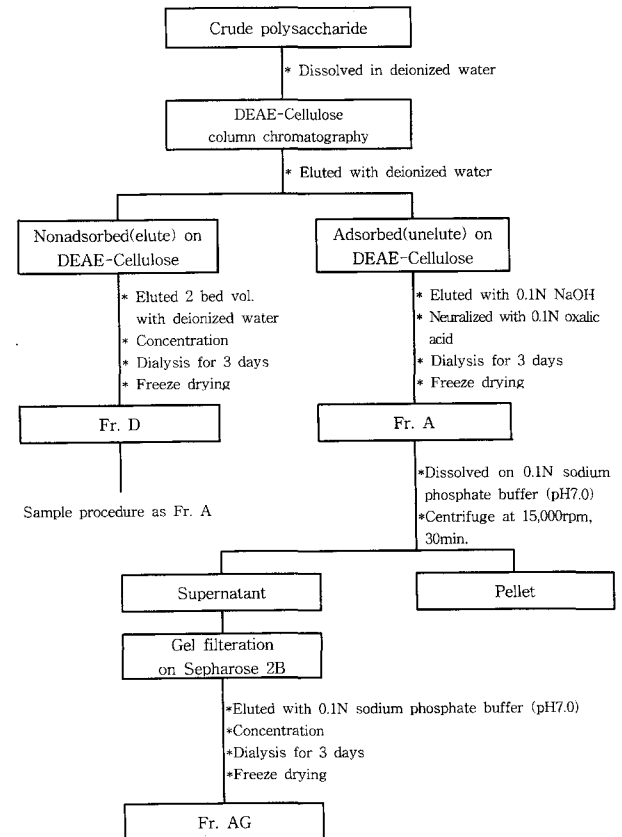 Crude polysaccharide
* Dissolved in deionized water
DEAE-Cellulose
column chromatography
* Eluted with deionized water
Nonadsorbed(elute) on
DEAE-Cellulose
Adsorbed(unelute) on
DEAE-Cellulose
* Eluted 2 bed vol.
with deionized water
* Concentration
* Dialysis for 3 days
* Freeze drying
* Eluted with 0.1N NaOH
* Neuralized with 0.1N oxalic
acid
* Dialysis for 3 days
* Freeze drying
Fr. D
Fr. A
Sample procedure as Fr. A
*Dissolved on 0.1N sodium
phosphate buffer (pH7.0)
*Centrifuge at 15,000rpm,
30min.
Supernatant
Pellet
Gel filteration
on Sepharose 2B
*Eluted with 0.1N sodium phosphate buffer (pH7.0)
*Concentration
*Dialysis for 3 days
*Freeze drying
Fr. AG